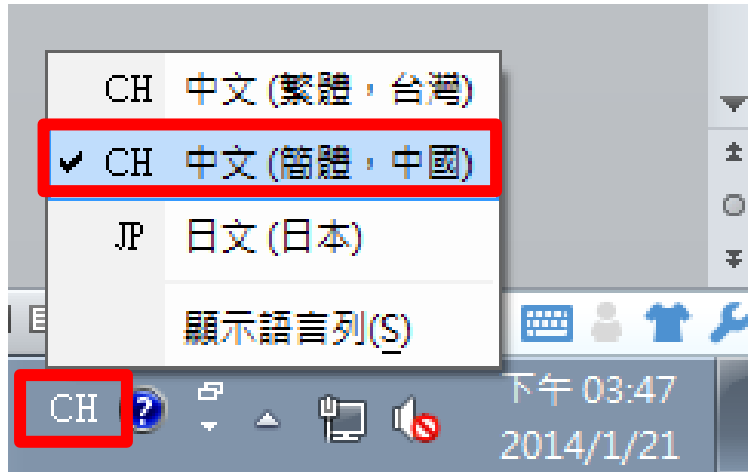 CH 中文(繁體，台灣)
✔ CH 中文(簡體，中國)
JP 日文(日本)
顯示語言列(S)
CH ? 下午 03:47
2014/1/21